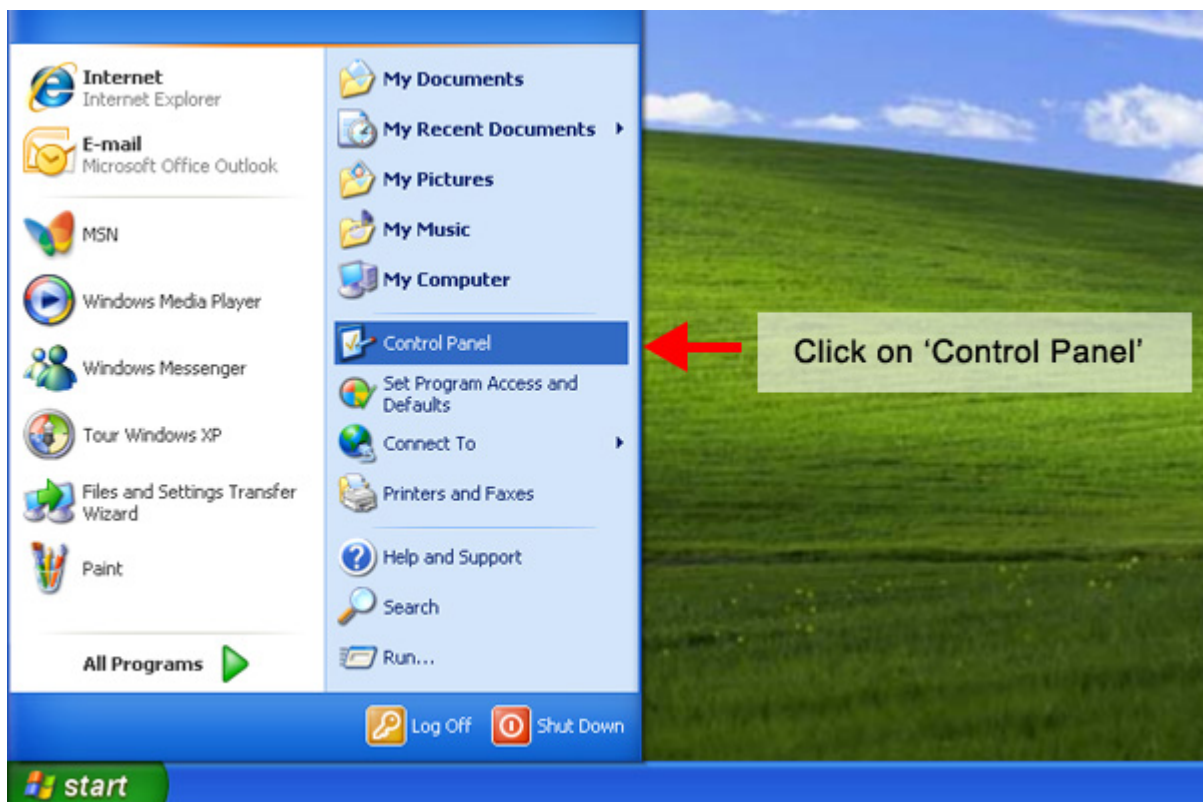 Internet
Internet Explorer
E-mail
Microsoft Office Outlook
MSN
Windows Media Player
Windows Messenger
Tour Windows XP
Files and Settings Transfer
Wizard
Paint
All Programs
My Documents
My Recent Documents
My Pictures
My Music
My Computer
Control Panel
Set Program Access and
Defaults
Connect To
Printers and Faxes
Help and Support
Search
Run...
Log Off
Shut Down
start
Click on ‘Control Panel’